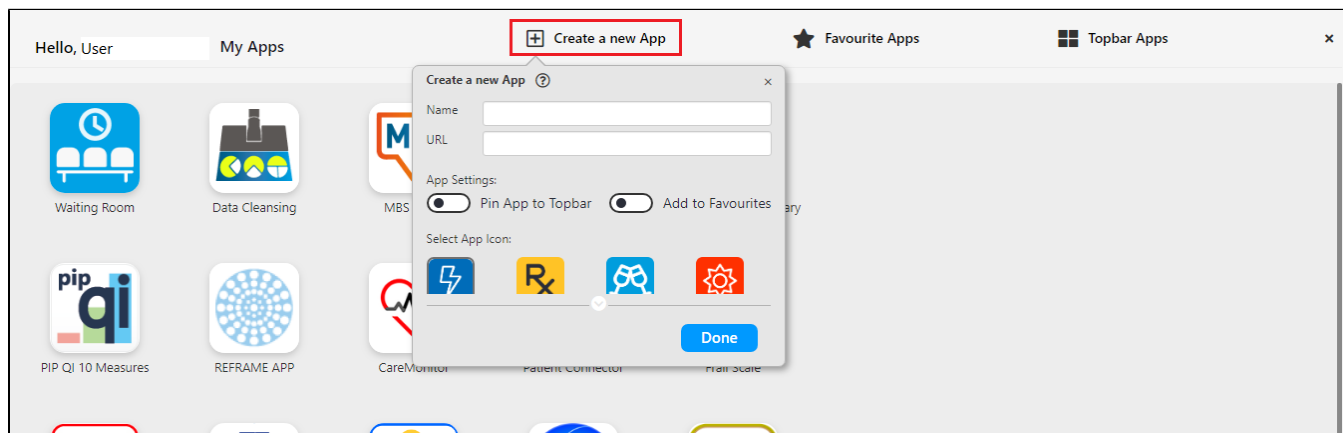 Hello, User
My Apps
Create a new App
Favourite Apps
Topbar Apps
Create a new App
Name
URL
App Settings:
Pin App to Topbar
Add to Favourites
Select App Icon:
Rx
Done
M
Waiting Room
Data Cleansing
MBS
ary
pip
qi
PIP QI 10 Measures
REFRAME APP
CareMonitor
Patient Connector
Frail Scale